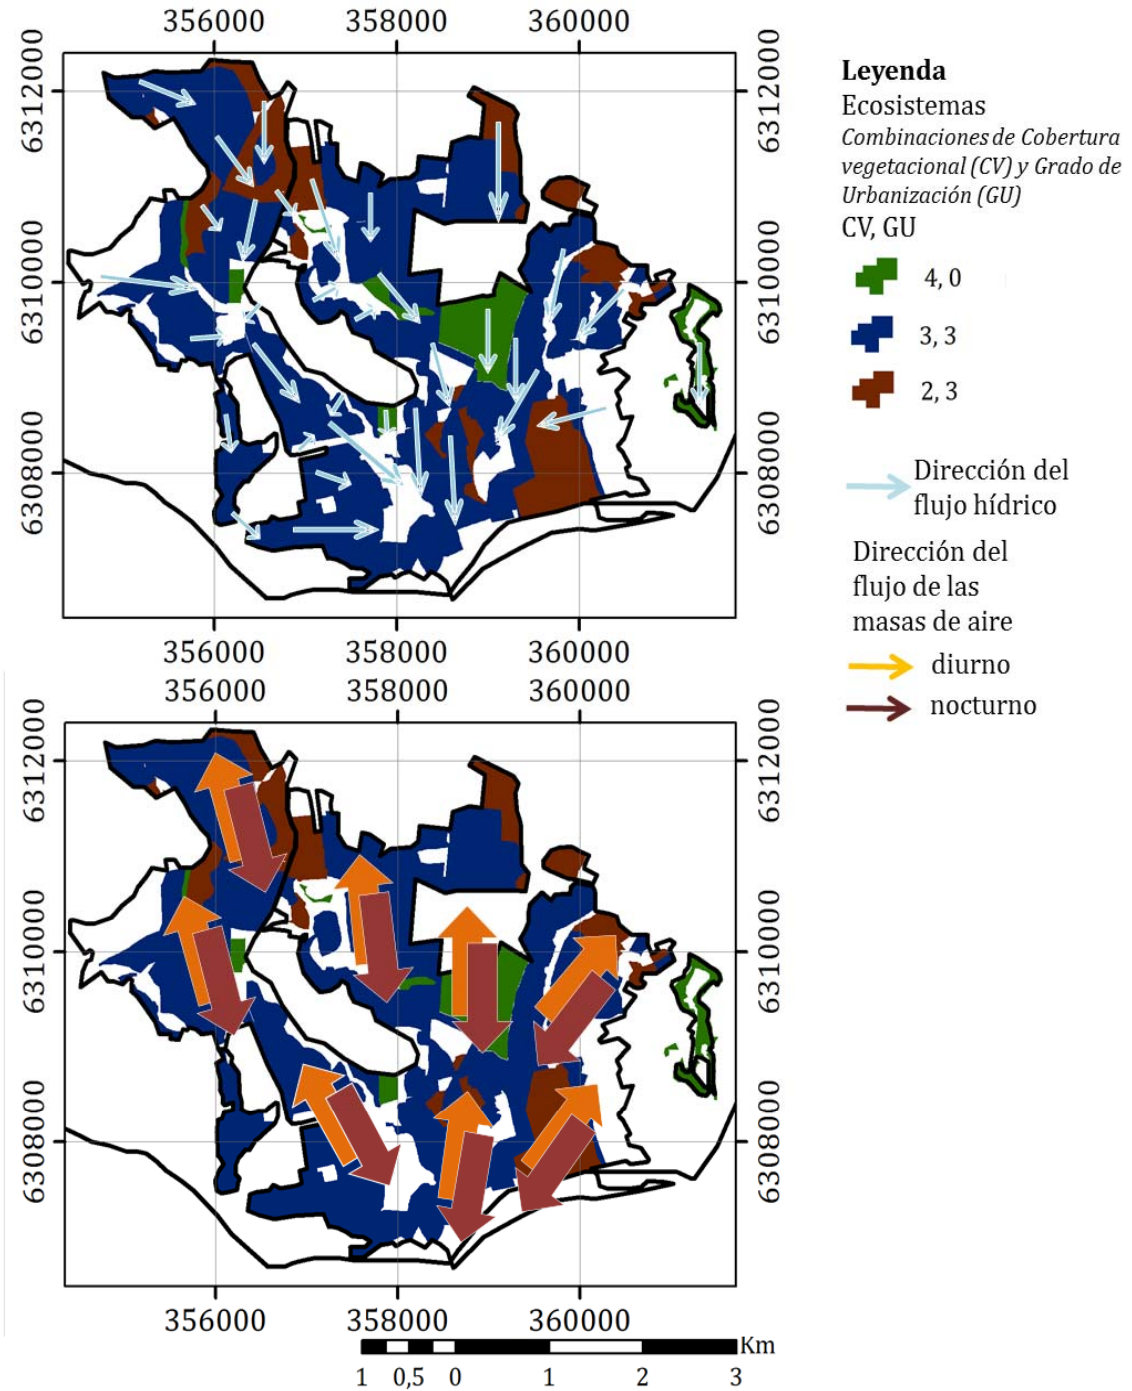 356000 358000 360000
6312000 6312000
6310000 6310000
6308000 6308000
356000 358000 360000
Leyenda
Ecosistemas
Combinaciones de Cobertura
vegetacional (CV) y Grado de
Urbanización (GU)
CV, GU
4, 0
3, 3
2, 3
Dirección del
flujo hídrico
Dirección del
flujo de las
masas de aire
diurno
nocturno
356000 358000 360000
6312000 6312000
6310000 6310000
6308000 6308000
356000 358000 360000
Km
1 0,5 0 1 2 3